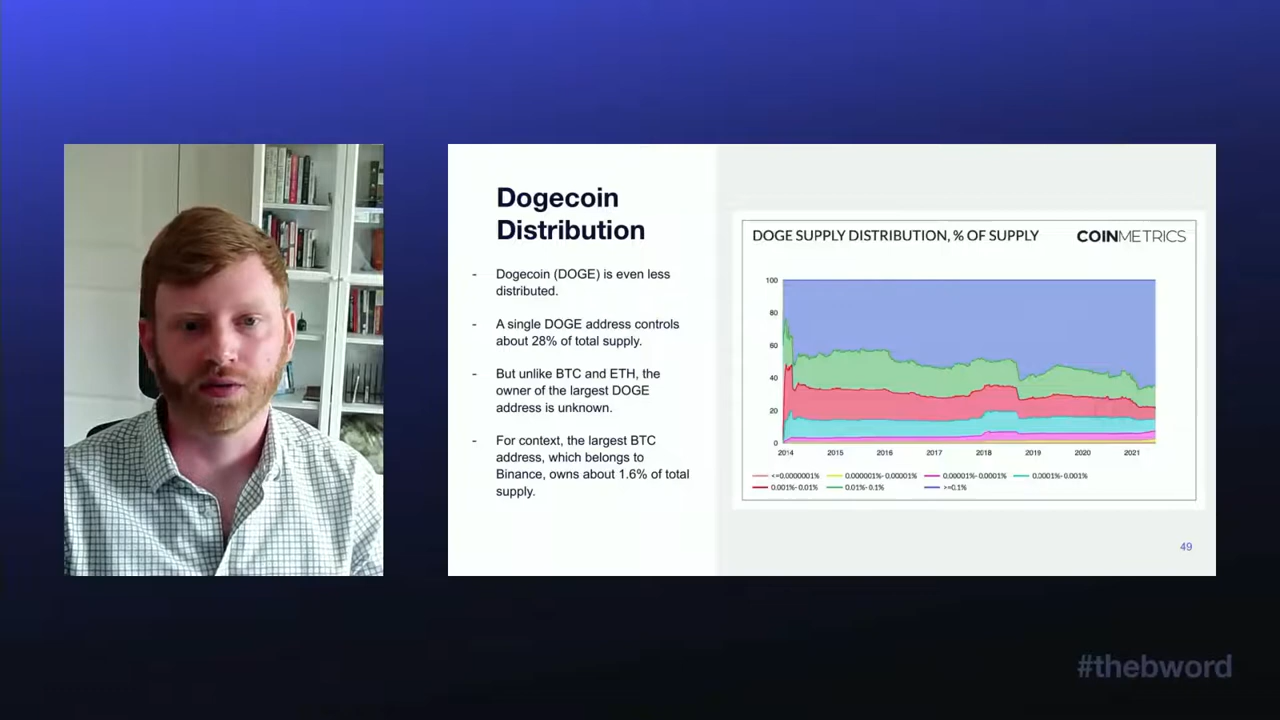 Dogecoin
Distribution
- Dogecoin (DOGE) is even less
distributed.
- A single DOGE address controls
about 28% of total supply.
- But unlike BTC and ETH, the
owner of the largest DOGE
address is unknown.
- For context, the largest BTC
address, which belongs to
Binance, owns about 1.6% of total
supply.
DOGE SUPPLY DISTRIBUTION, % OF SUPPLY
COINMETRICS
100
80
60
40
20
0
2014 2015 2016 2017 2018 2019 2020 2021
<=0.0000001% 0.000001%-0.00001% 0.00001%-0.0001% 0.0001%-0.001%
0.001%-0.01% 0.01%-0.1% >=0.1%
49
#thebword